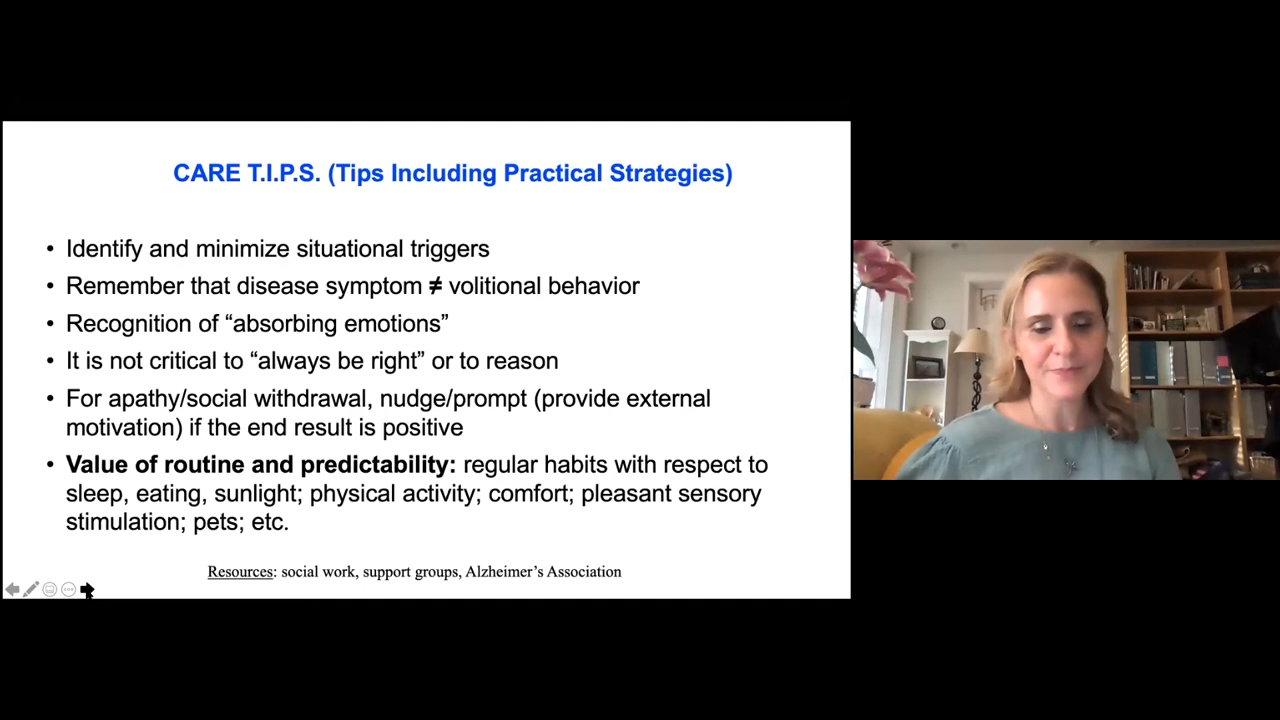 CARE T.I.P.S. (Tips Including Practical Strategies)
• Identify and minimize situational triggers
• Remember that disease symptom ≠ volitional behavior
• Recognition of “absorbing emotions”
• It is not critical to “always be right” or to reason
• For apathy/social withdrawal, nudge/prompt (provide external
motivation) if the end result is positive
• Value of routine and predictability: regular habits with respect to
sleep, eating, sunlight; physical activity; comfort; pleasant sensory
stimulation; pets; etc.
Resources: social work, support groups, Alzheimer’s Association